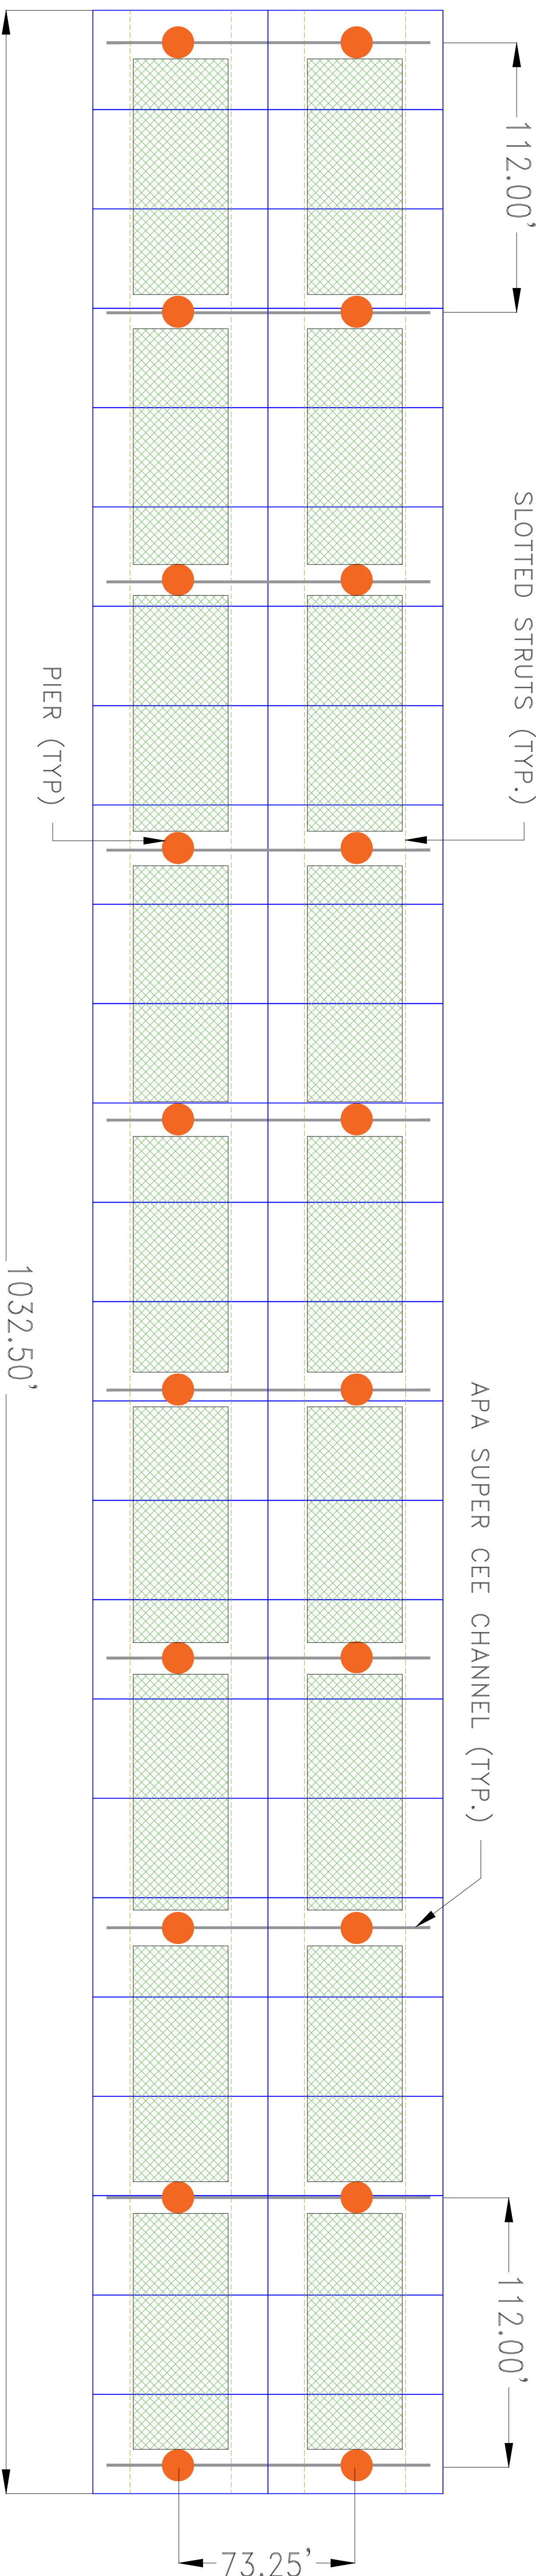 112.00'
SLOTTED STRUTS (TYP.)
PIER (TYP)
1032.50'
APA SUPER CEE CHANNEL (TYP.)
112.00'
73.25'